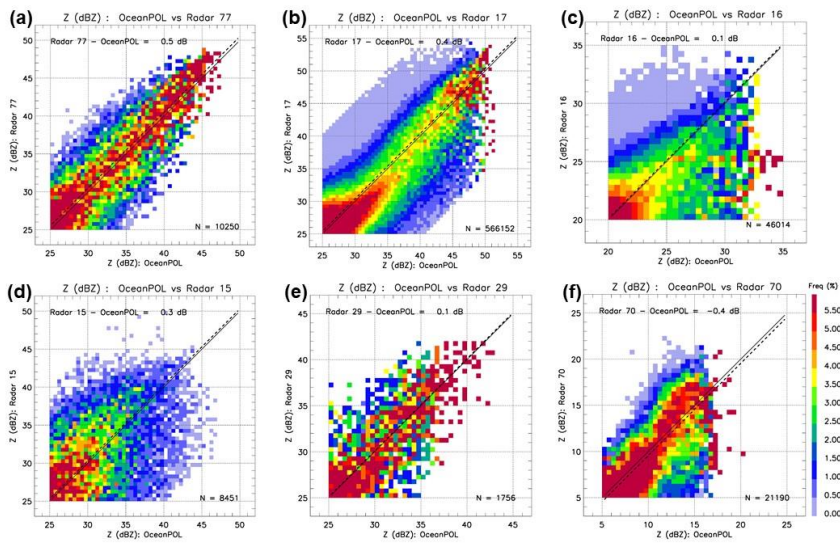 (a)
Z (dBZ) : OceanPOL vs Radar 77
Radar 77 – OceanPOL = 0.5 dB
Z (dBZ): Radar 77
50
45
40
35
30
25
N = 10250
25 30 35 40 45 50
Z (dBZ): OceanPOL
(b)
Z (dBZ) : OceanPOL vs Radar 17
Radar 17 – OceanPOL = 0.4 dB
Z (dBZ): Radar 17
55
50
45
40
35
30
25
N = 566152
25 30 35 40 45 50 55
Z (dBZ): OceanPOL
(c)
Z (dBZ) : OceanPOL vs Radar 16
Radar 16 – OceanPOL = 0.1 dB
Z (dBZ): Radar 16
35
30
25
20
N = 46014
20 25 30 35
Z (dBZ): OceanPOL
(d)
Z (dBZ) : OceanPOL vs Radar 15
Radar 15 – OceanPOL = 0.3 dB
Z (dBZ): Radar 15
50
45
40
35
30
25
N = 8451
25 30 35 40 45 50
Z (dBZ): OceanPOL
(e)
Z (dBZ) : OceanPOL vs Radar 29
Radar 29 – OceanPOL = 0.1 dB
Z (dBZ): Radar 29
45
40
35
30
25
N = 1756
25 30 35 40 45
Z (dBZ): OceanPOL
(f)
Z (dBZ) : OceanPOL vs Radar 70
Radar 70 – OceanPOL = –0.4 dB
Z (dBZ): Radar 70
25
20
15
10
5
N = 21190
5 10 15 20 25
Z (dBZ): OceanPOL
Freq (%)
5.50
5.00
4.50
4.00
3.50
3.00
2.50
2.00
1.50
1.00
0.50
0.00